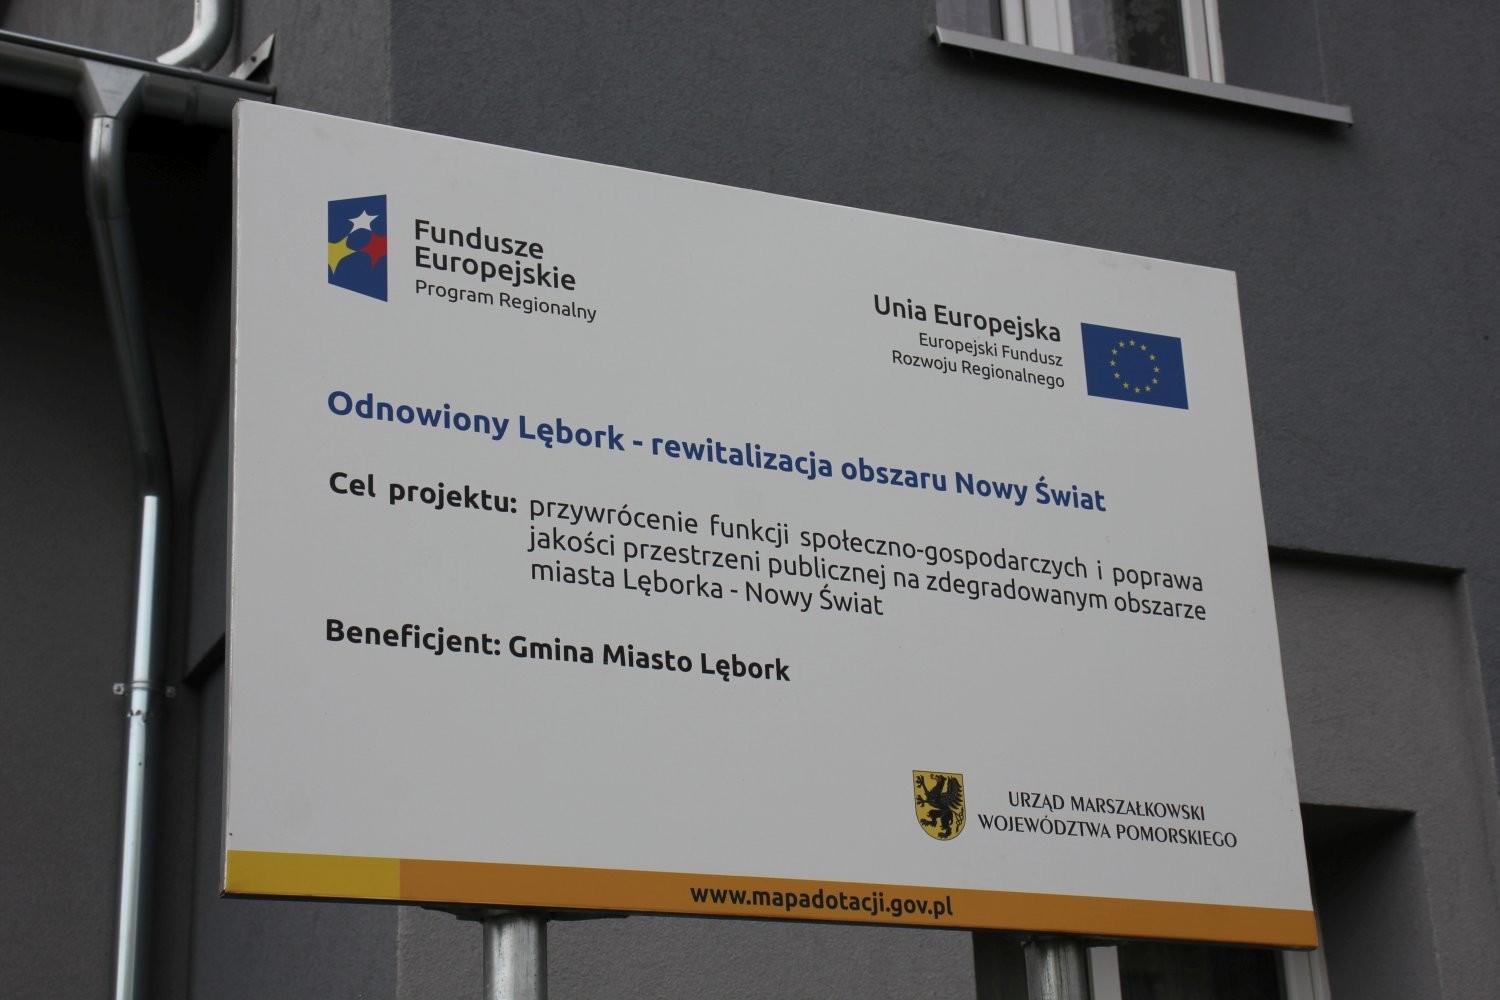 Fundusze
Europejskie
Program Regionalny
Unia Europejska
Europejski Fundusz
Rozwoju Regionalnego
Odnowiony Lębork - rewitalizacja obszaru Nowy Świat
Cel projektu: przywrócenie funkcji społeczno-gospodarczych i poprawa
jakości przestrzeni publicznej na zdegradowanym obszarze
miasta Lęborka - Nowy Świat
Beneficjent: Gmina Miasto Lębork
URZĄD MARSZAŁKOWSKI
WOJEWÓDZTWA POMORSKIEGO
www.mapadotacji.gov.pl